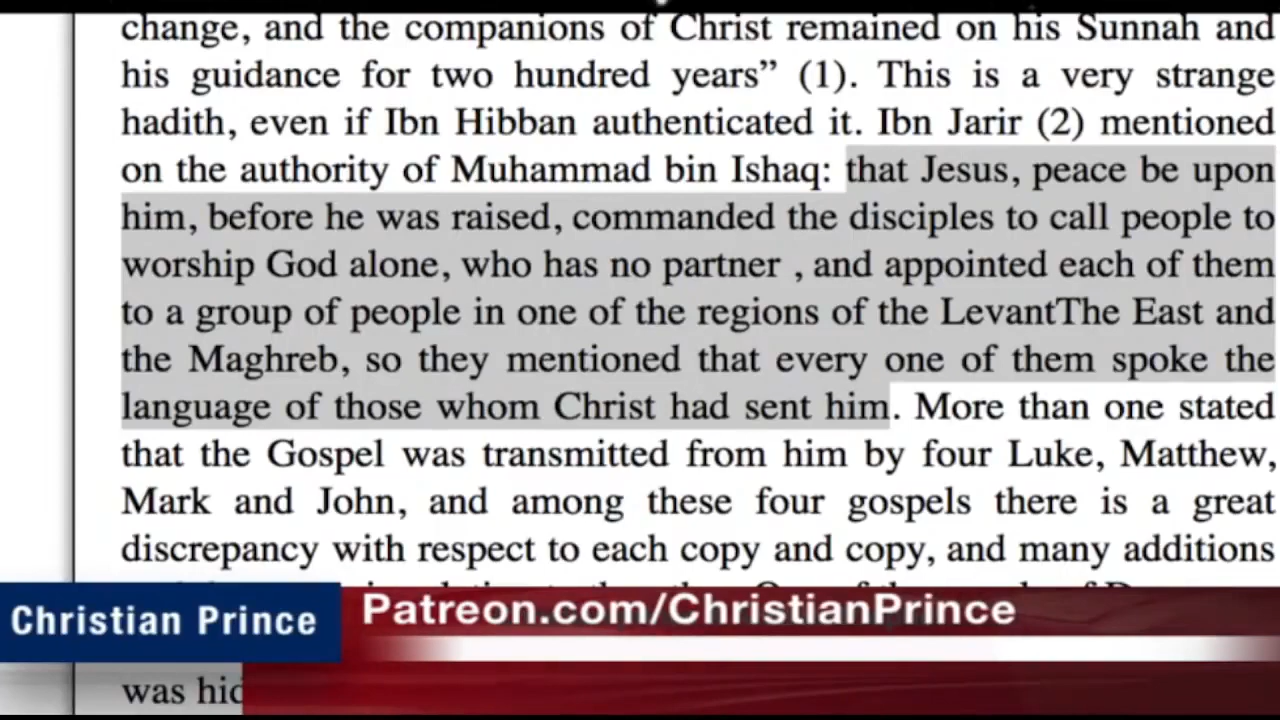 change, and the companions of Christ remained on his Sunnah and
his guidance for two hundred years” (1). This is a very strange
hadith, even if Ibn Hibban authenticated it. Ibn Jarir (2) mentioned
on the authority of Muhammad bin Ishaq: that Jesus, peace be upon
him, before he was raised, commanded the disciples to call people to
worship God alone, who has no partner , and appointed each of them
to a group of people in one of the regions of the LevantThe East and
the Maghreb, so they mentioned that every one of them spoke the
language of those whom Christ had sent him. More than one stated
that the Gospel was transmitted from him by four Luke, Matthew,
Mark and John, and among these four gospels there is a great
discrepancy with respect to each copy and copy, and many additions
Christian Prince
Patreon.com/ChristianPrince
was